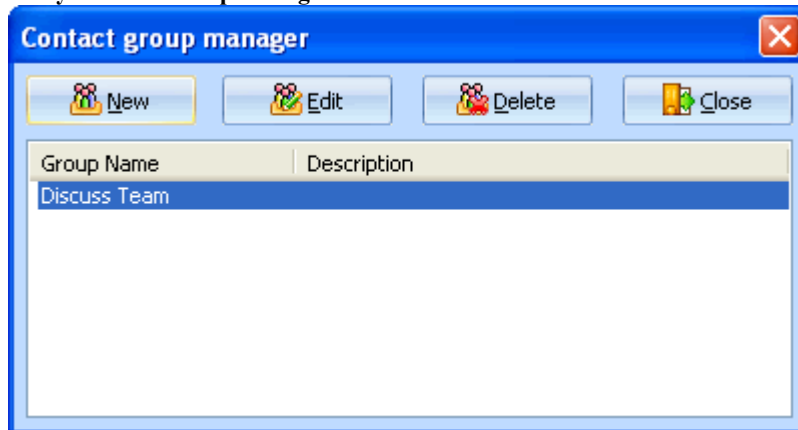 Contact group manager
New Edit Delete Close
Group Name Description
Discuss Team